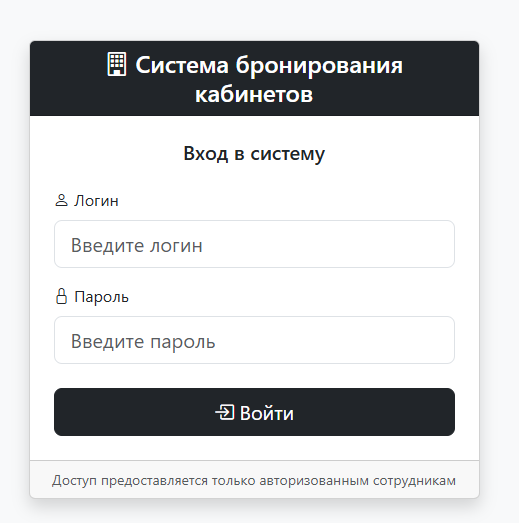 Система бронирования
кабинетов
Вход в систему
Логин
Введите логин
Пароль
Введите пароль
Войти
Доступ предоставляется только авторизованным сотрудникам